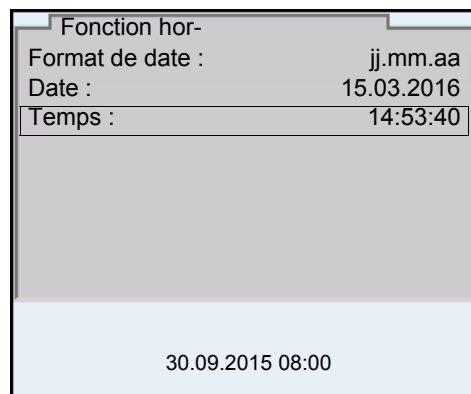 Fonction hor-
Format de date : jj.mm.aa
Date : 15.03.2016
Temps : 14:53:40
30.09.2015 08:00